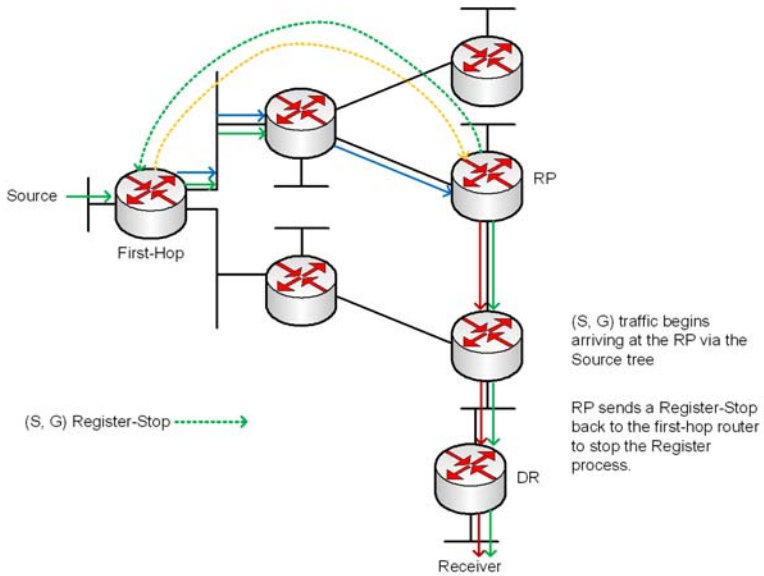 RP
Source
First-Hop
(S, G) traffic begins
arriving at the RP via the
Source tree
(S, G) Register-Stop
RP sends a Register-Stop
back to the first-hop router
to stop the Register
process.
DR
Receiver